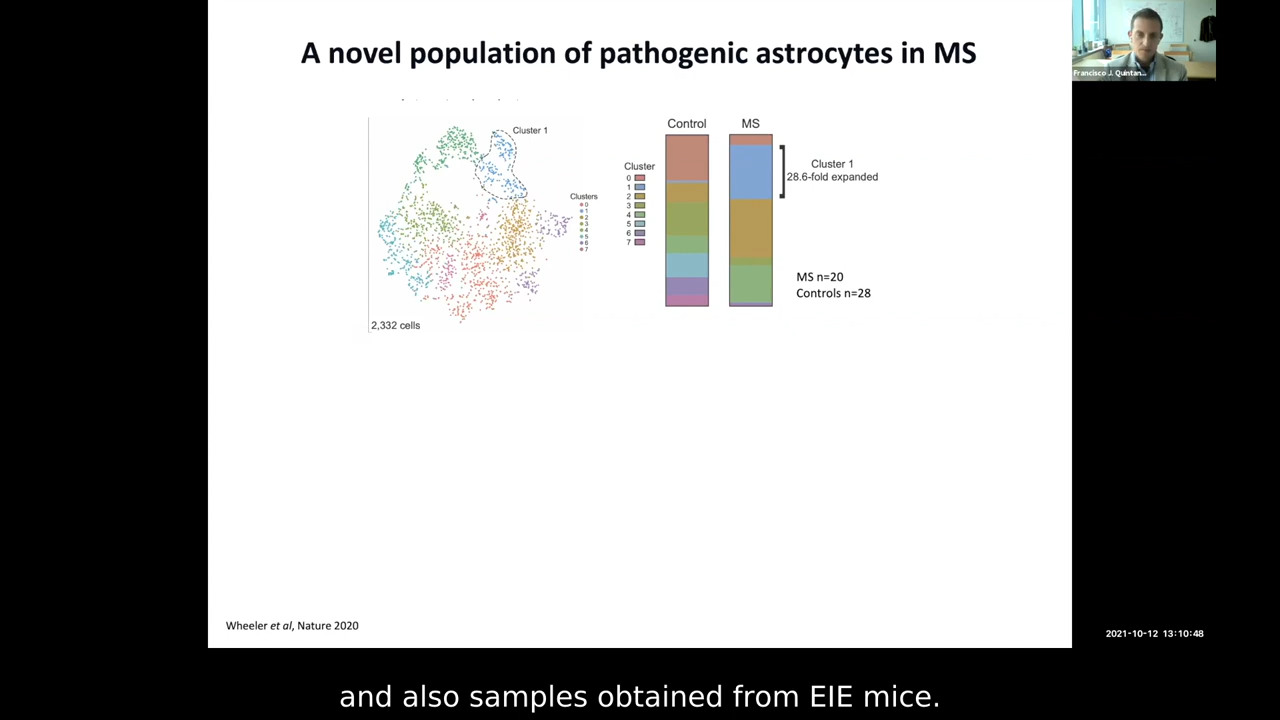 A novel population of pathogenic astrocytes in MS
Francisco J. Quintan...
Cluster 1
Clusters
0
1
2
3
4
5
6
7
2,332 cells
Cluster
0
1
2
3
4
5
6
7
Control
MS
Cluster 1
28.6-fold expanded
MS n=20
Controls n=28
Wheeler et al, Nature 2020
2021-10-12 13:10:48
and also samples obtained from EIE mice.